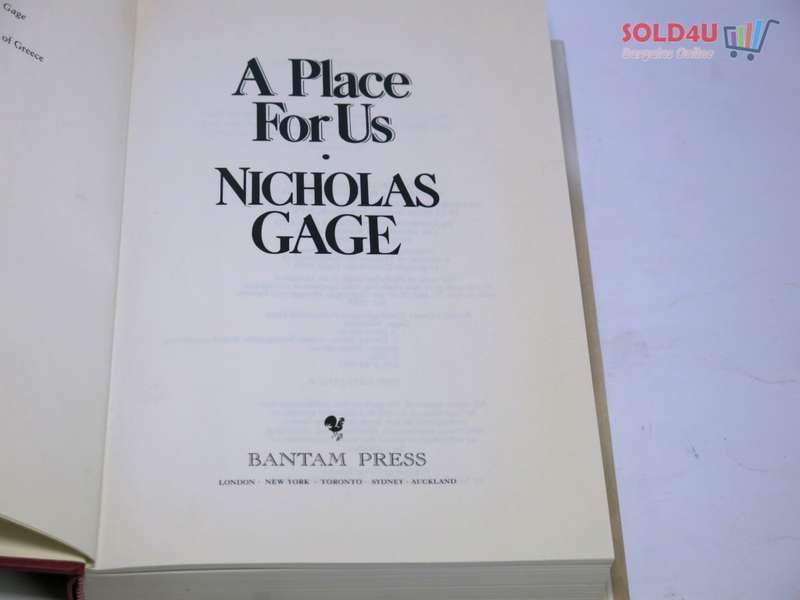 Gage
of Greece
SOLD4U
Bargains Online
A Place
For Us
NICHOLAS
GAGE
BANTAM PRESS
LONDON · NEW YORK · TORONTO · SYDNEY · AUCKLAND